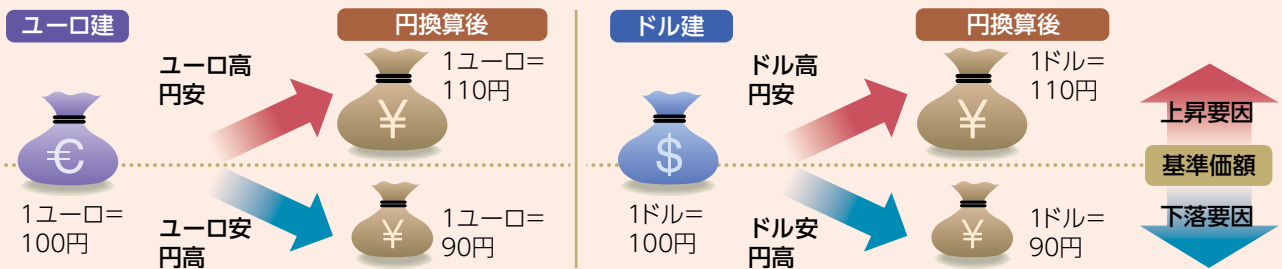 ユーロ建
円換算後
ユーロ高
円安
1ユーロ=
110円
¥
€
1ユーロ=
100円
ユーロ安
円高
¥
1ユーロ=
90円
ドル建
円換算後
ドル高
円安
1ドル=
110円
¥
$
1ドル=
100円
ドル安
円高
¥
1ドル=
90円
上昇要因
基準価額
下落要因